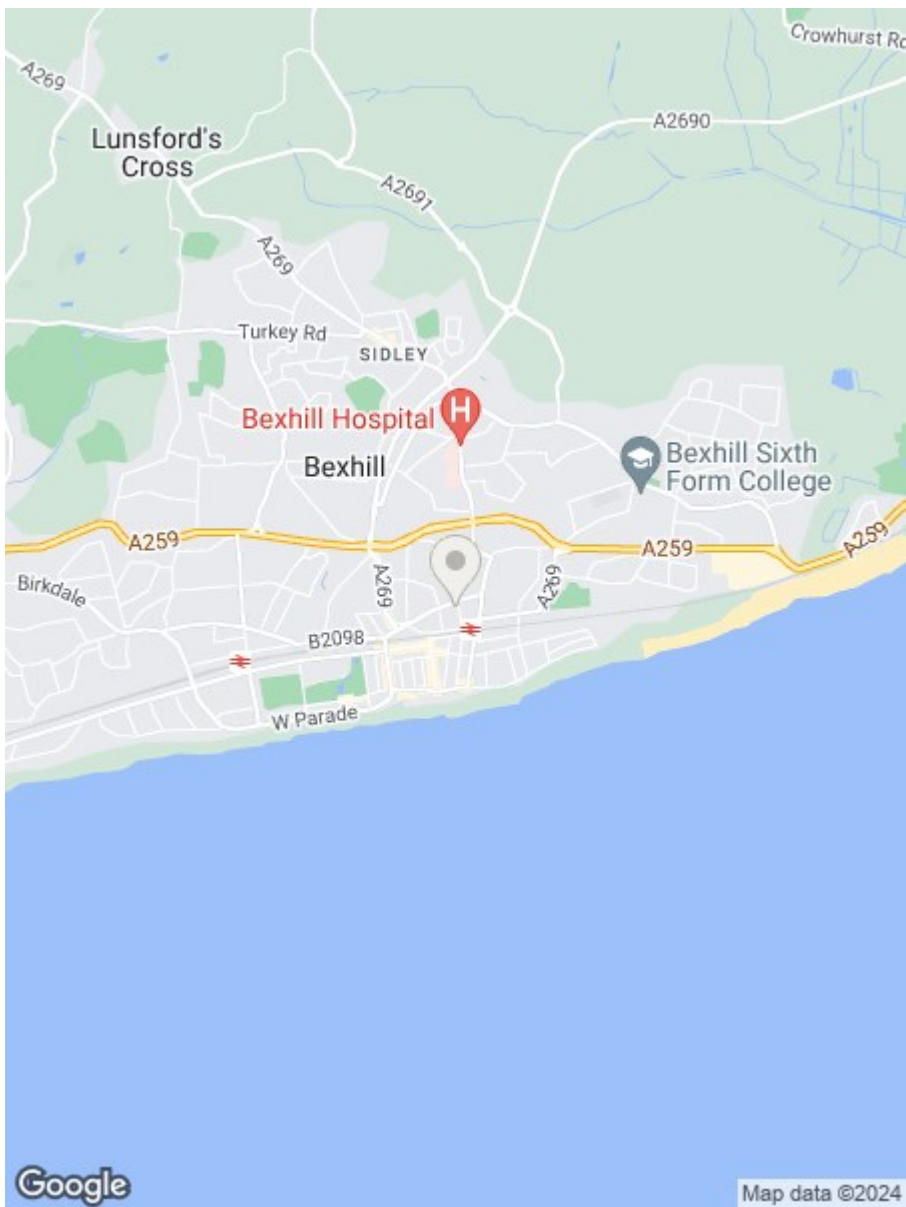 Crowhurst Rd
A269
A2690
Lunsford's
Cross
A2691
A269
Turkey Rd
SIDLEY
Bexhill Hospital
H
Bexhill
Bexhill Sixth
Form College
A259
A259
A259
Birkdale
A269
A269
B2098
W Parade
Google
Map data ©2024